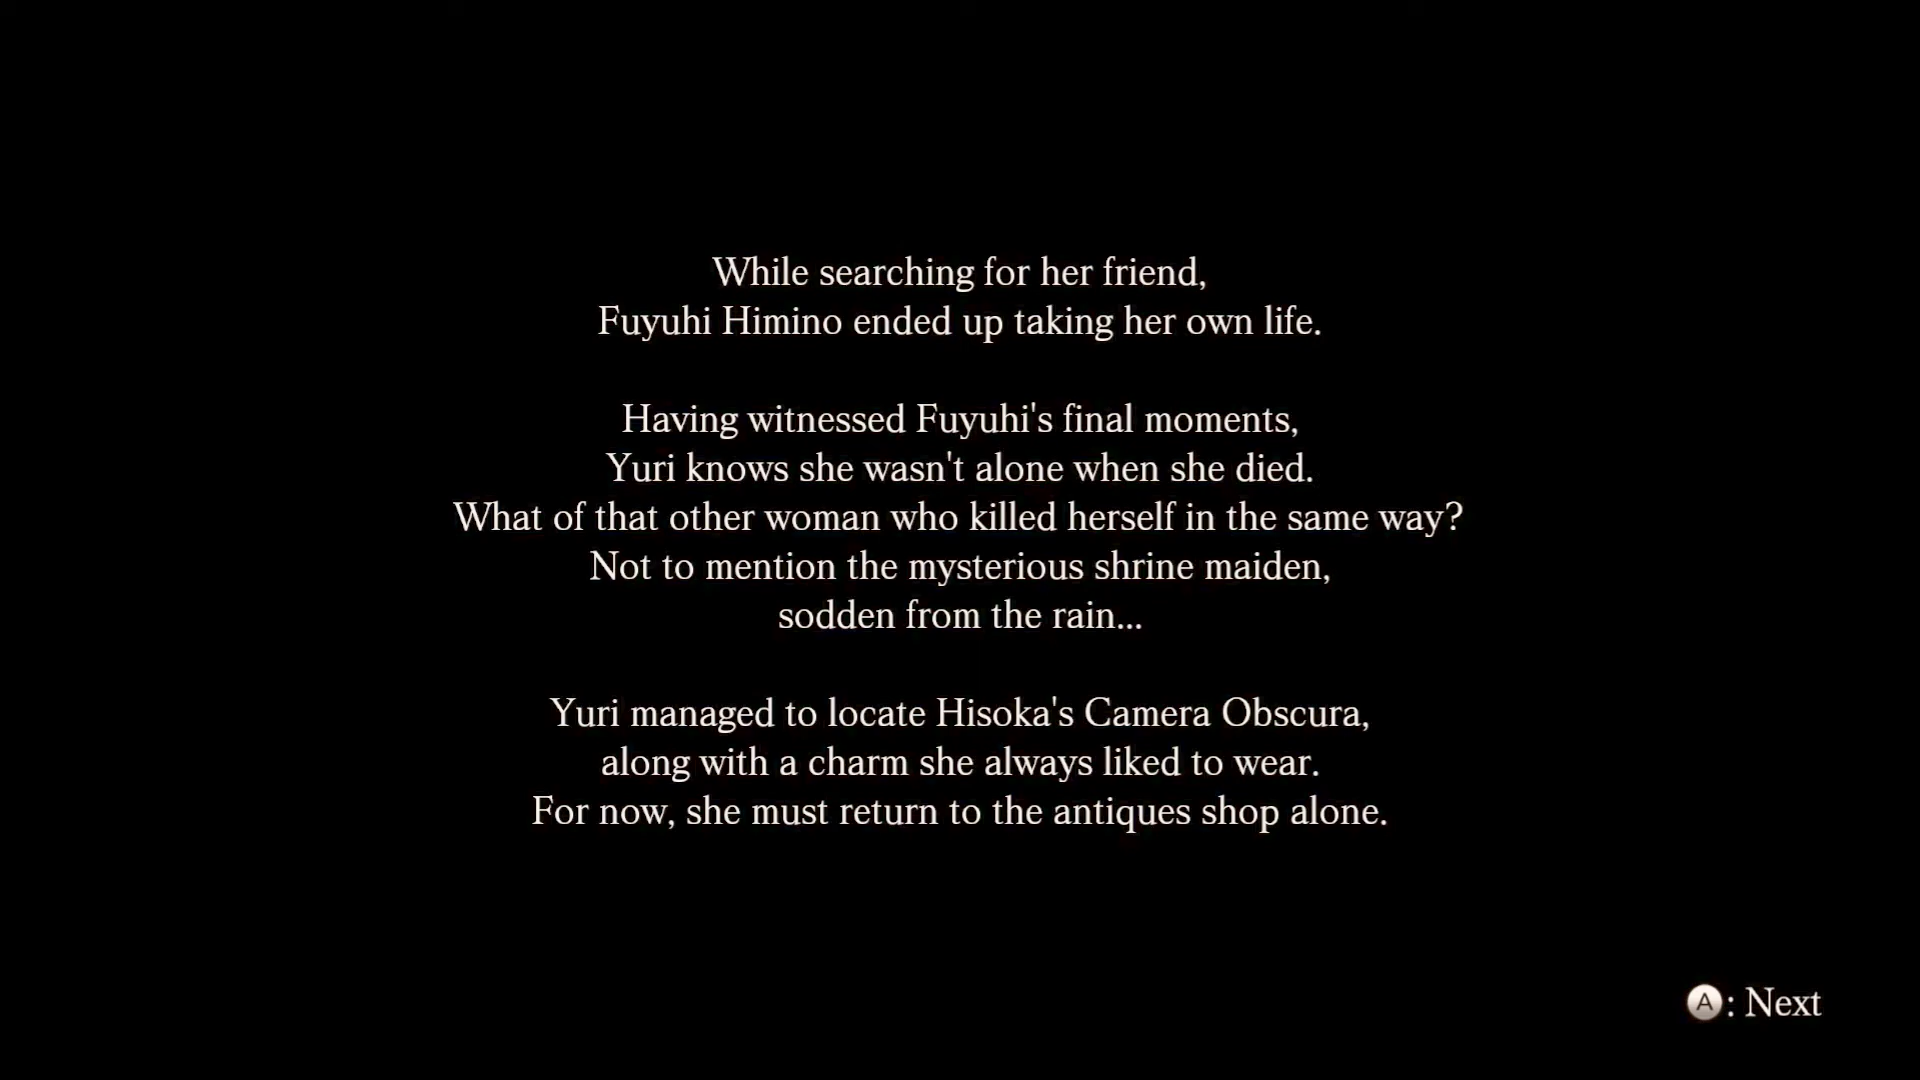 While searching for her friend,
Fuyuhi Himino ended up taking her own life.
Having witnessed Fuyuhi's final moments,
Yuri knows she wasn't alone when she died.
What of that other woman who killed herself in the same way?
Not to mention the mysterious shrine maiden,
sodden from the rain...
Yuri managed to locate Hisoka's Camera Obscura,
along with a charm she always liked to wear.
For now, she must return to the antiques shop alone.
A: Next